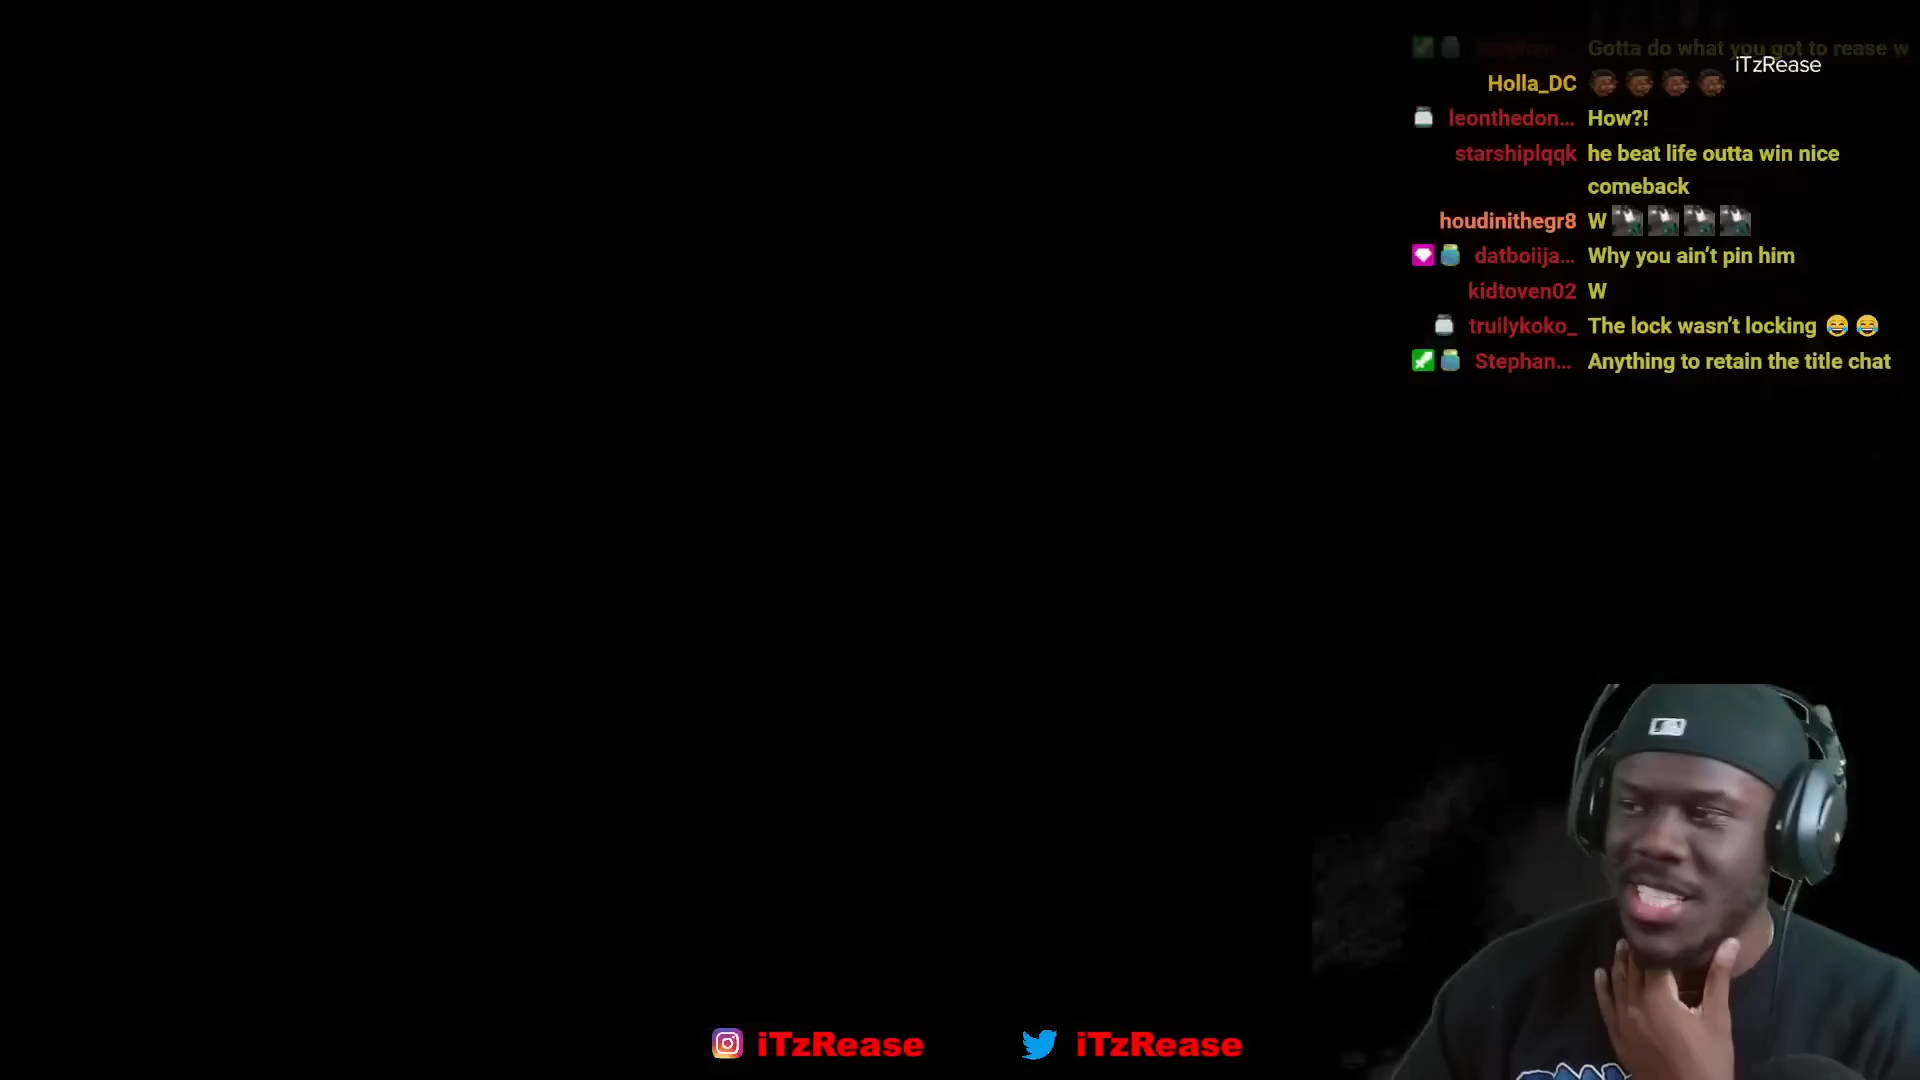 Gotta do what you got to rease w
iTzRease
Holla_DC
leonthedon... How?!
starshiplqqk he beat life outta win nice
comeback
houdinithegr8 W
datboiija... Why you ain’t pin him
kidtoven02 W
truilykoko_ The lock wasn’t locking 😂 😂
Stephan... Anything to retain the title chat
iTzRease iTzRease